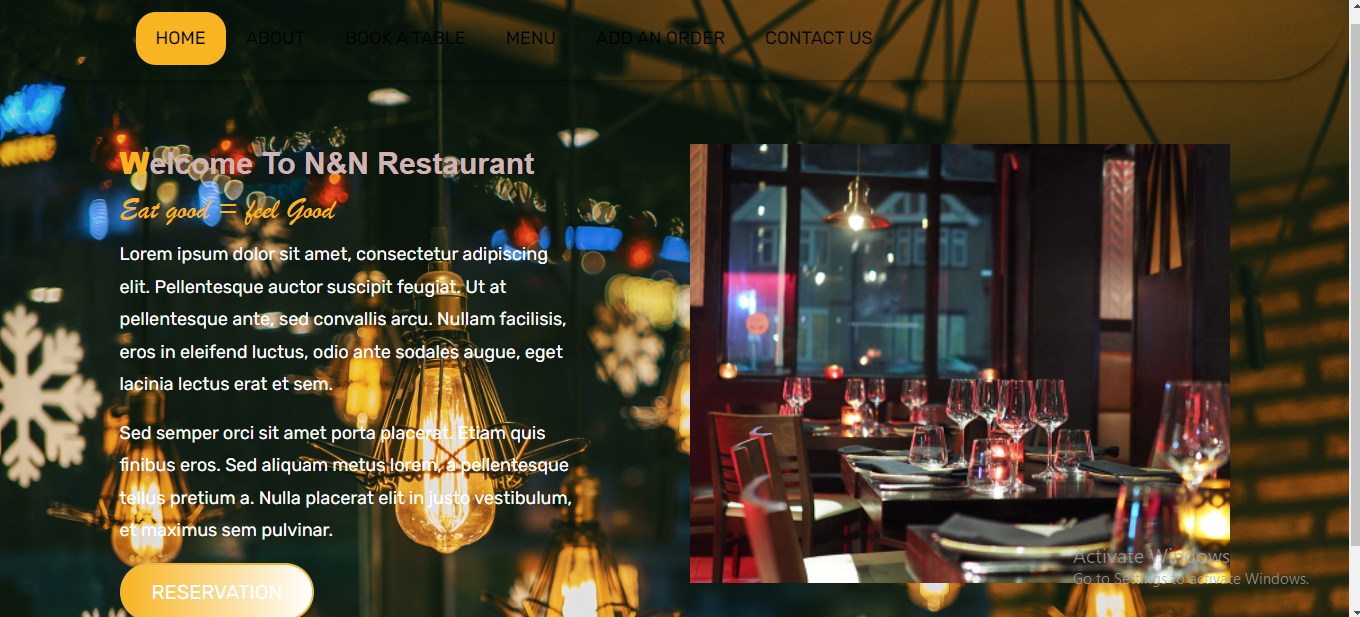 HOME ABOUT BOOK A TABLE MENU ADD AN ORDER CONTACT US
Welcome To N&N Restaurant
Eat good = feel Good
Lorem ipsum dolor sit amet, consectetur adipiscing
elit. Pellentesque auctor suscipit feugiat. Ut at
pellentesque ante, sed convallis arcu. Nullam facilisis,
eros in eleifend luctus, odio ante sodales augue, eget
lacinia lectus erat et sem.
Sed semper orci sit amet porta placerat. Etiam quis
finibus eros. Sed aliquam metus lorem, a pellentesque
tellus pretium a. Nulla placerat elit in justo vestibulum,
et maximus sem pulvinar.
RESERVATION
Activate Windows
Go to Settings to activate Windows.